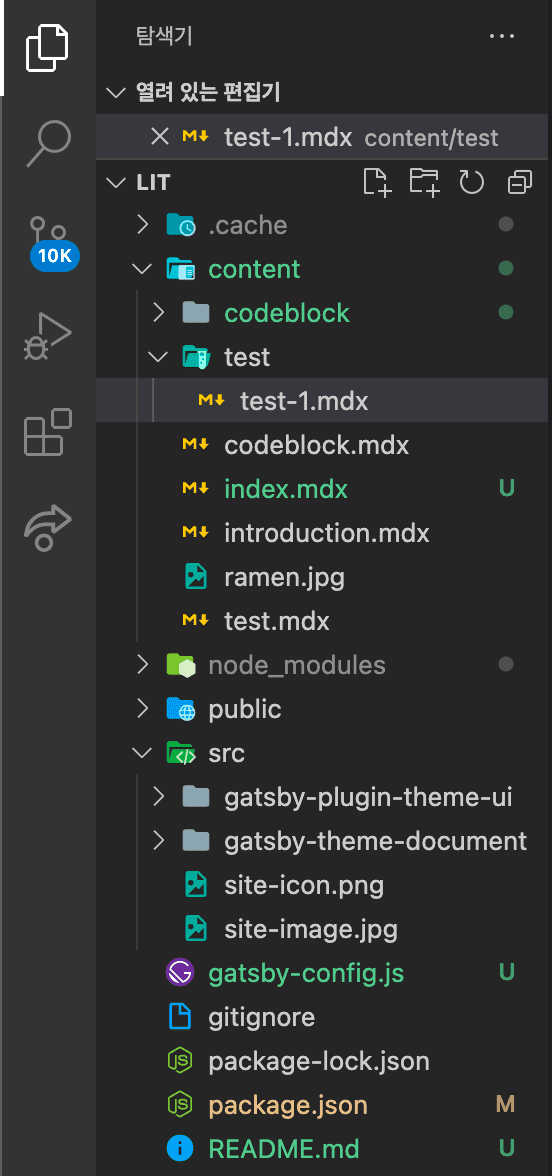 탐색기
열려 있는 편집기
test-1.mdx content/test
LIT
.cache
10K
content
codeblock
test
test-1.mdx
codeblock.mdx
index.mdx U
introduction.mdx
ramen.jpg
test.mdx
node_modules
public
src
gatsby-plugin-theme-ui
gatsby-theme-document
site-icon.png
site-image.jpg
gatsby-config.js U
gitignore
package-lock.json
package.json M
README.md U